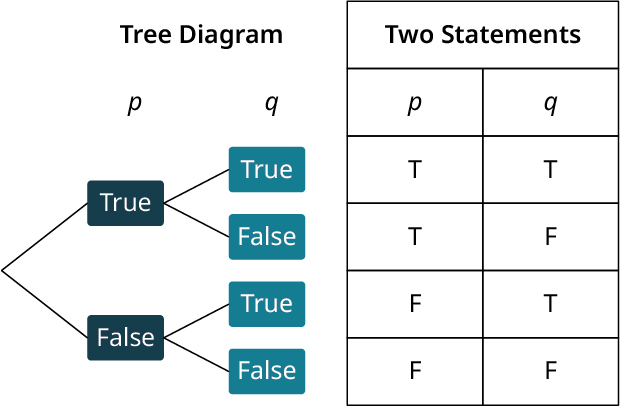 Tree Diagram
p q
True
True
False
False
True
False
Two Statements
p q
T T
T F
F T
F F